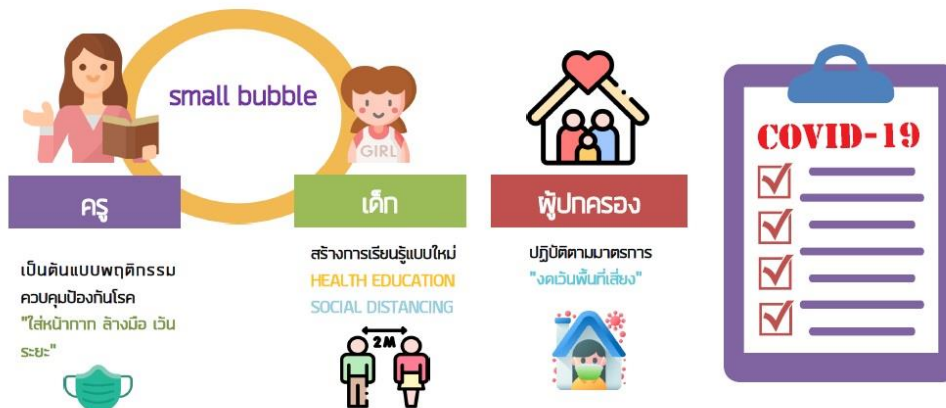 small bubble
GIRL
COVID-19
ครู
เด็ก
ผู้ปกครอง
เป็นต้นแบบพฤติกรรม
ควบคุมป้องกันโรค
"ใส่หน้ากาก ล้างมือ เว้น
ระยะ"
สร้างการเรียนรู้แบบใหม่
HEALTH EDUCATION
SOCIAL DISTANCING
2M
ปฏิบัติตามมาตรการ
"งดเว้นพื้นที่เสี่ยง"